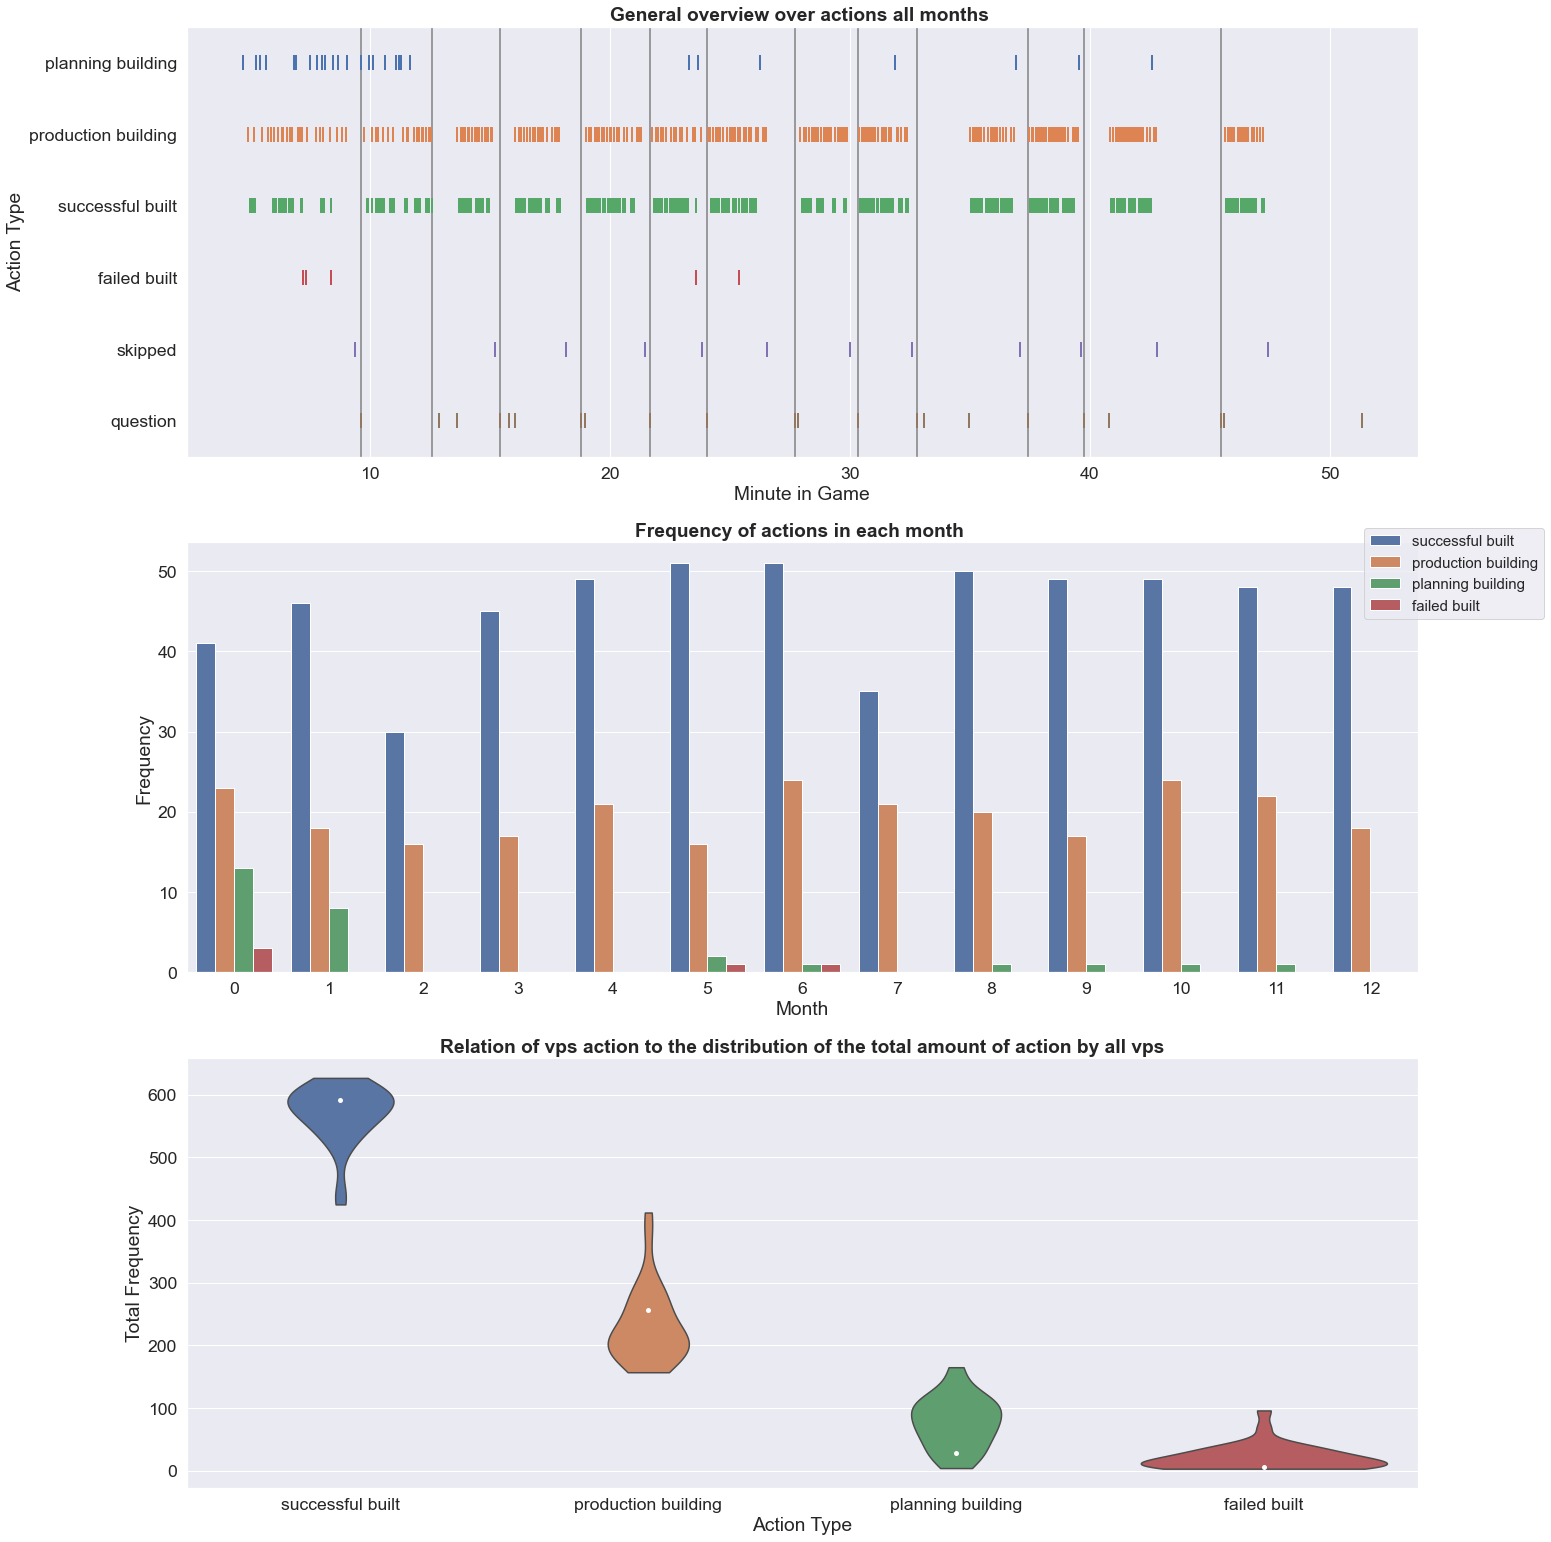 General overview over actions all months
planning building
production building
successful built
failed built
skipped
question
Action Type
10 20 30 40 50
Minute in Game
Frequency of actions in each month
successful built
production building
planning building
failed built
50
40
30
20
10
0
Frequency
0 1 2 3 4 5 6 7 8 9 10 11 12
Month
Relation of vps action to the distribution of the total amount of action by all vps
600
500
400
300
200
100
0
Total Frequency
successful built production building planning building failed built
Action Type